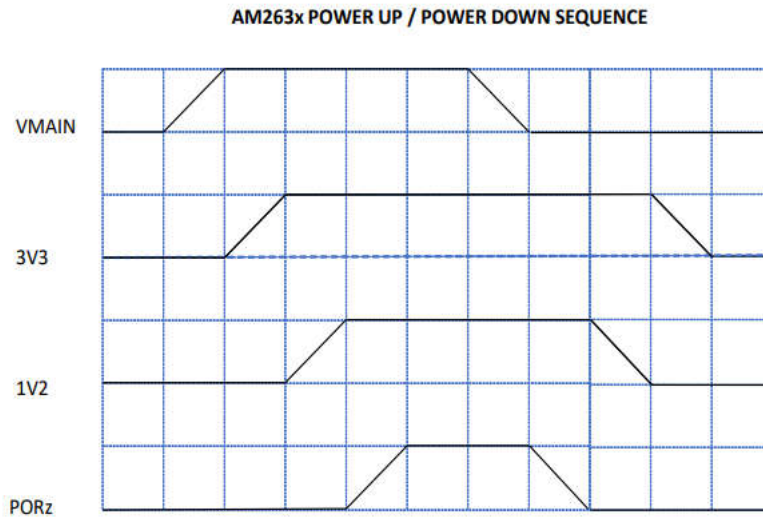 AM263x POWER UP / POWER DOWN SEQUENCE
VMAIN
3V3
1V2
PORz